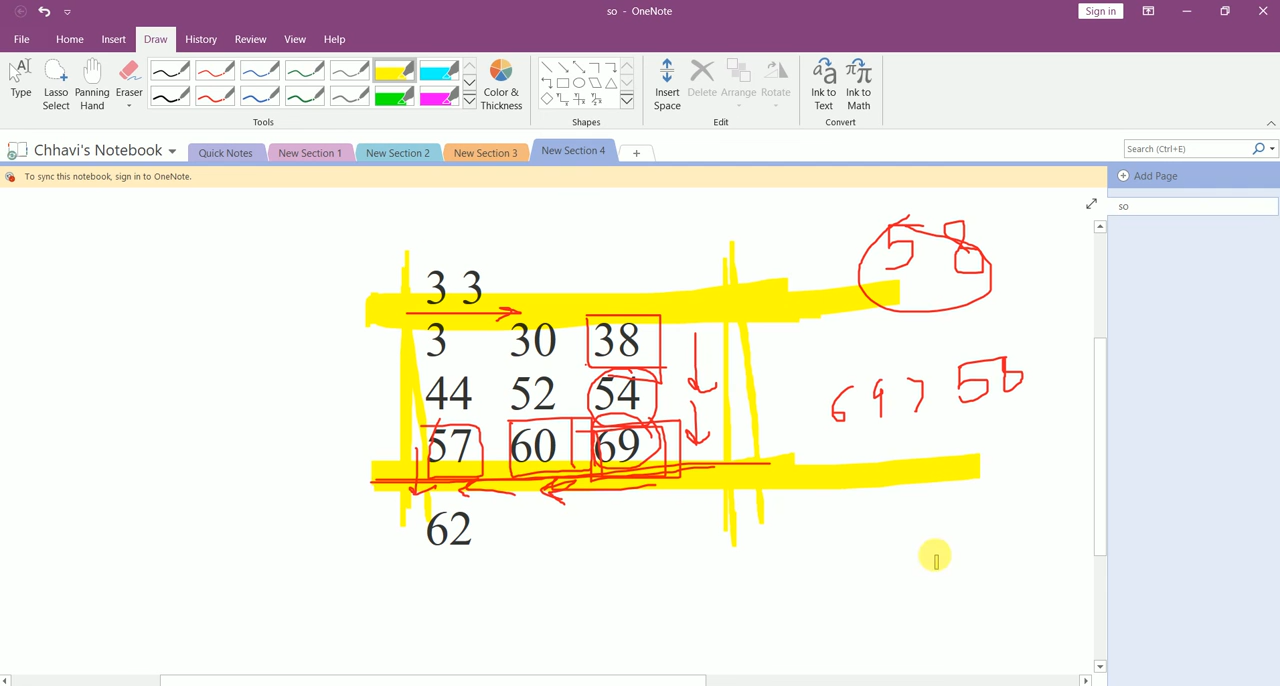 so - OneNote
Sign in
File Home Insert Draw History Review View Help
Type
Lasso Select
Panning Hand
Eraser
Color & Thickness
Insert Space
Delete
Arrange
Rotate
Ink to Text
Ink to Math
Tools Shapes Edit Convert
Chhavi's Notebook Quick Notes New Section 1 New Section 2 New Section 3 New Section 4
Search (Ctrl+E)
To sync this notebook, sign in to OneNote.
Add Page
so
5 8
3 3
3 30 38
44 52 54
69 > 58
57 60 69
62